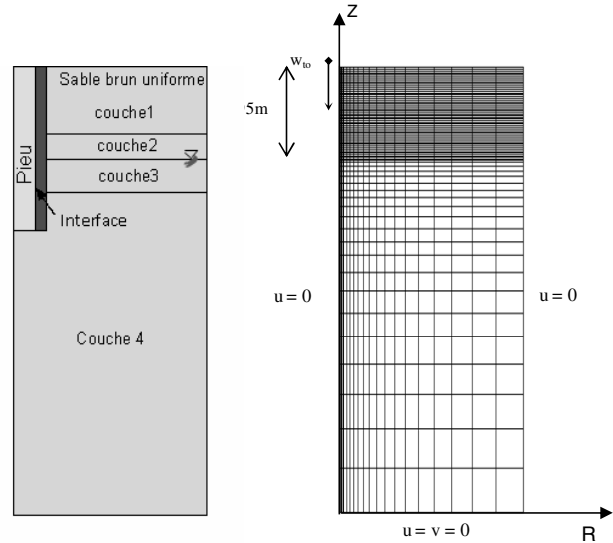 Sable brun uniforme
couche1
couche2
couche3
Pieu
Interface
Couche 4
Z
w_to
5m
u = 0
u = 0
u = v = 0
R